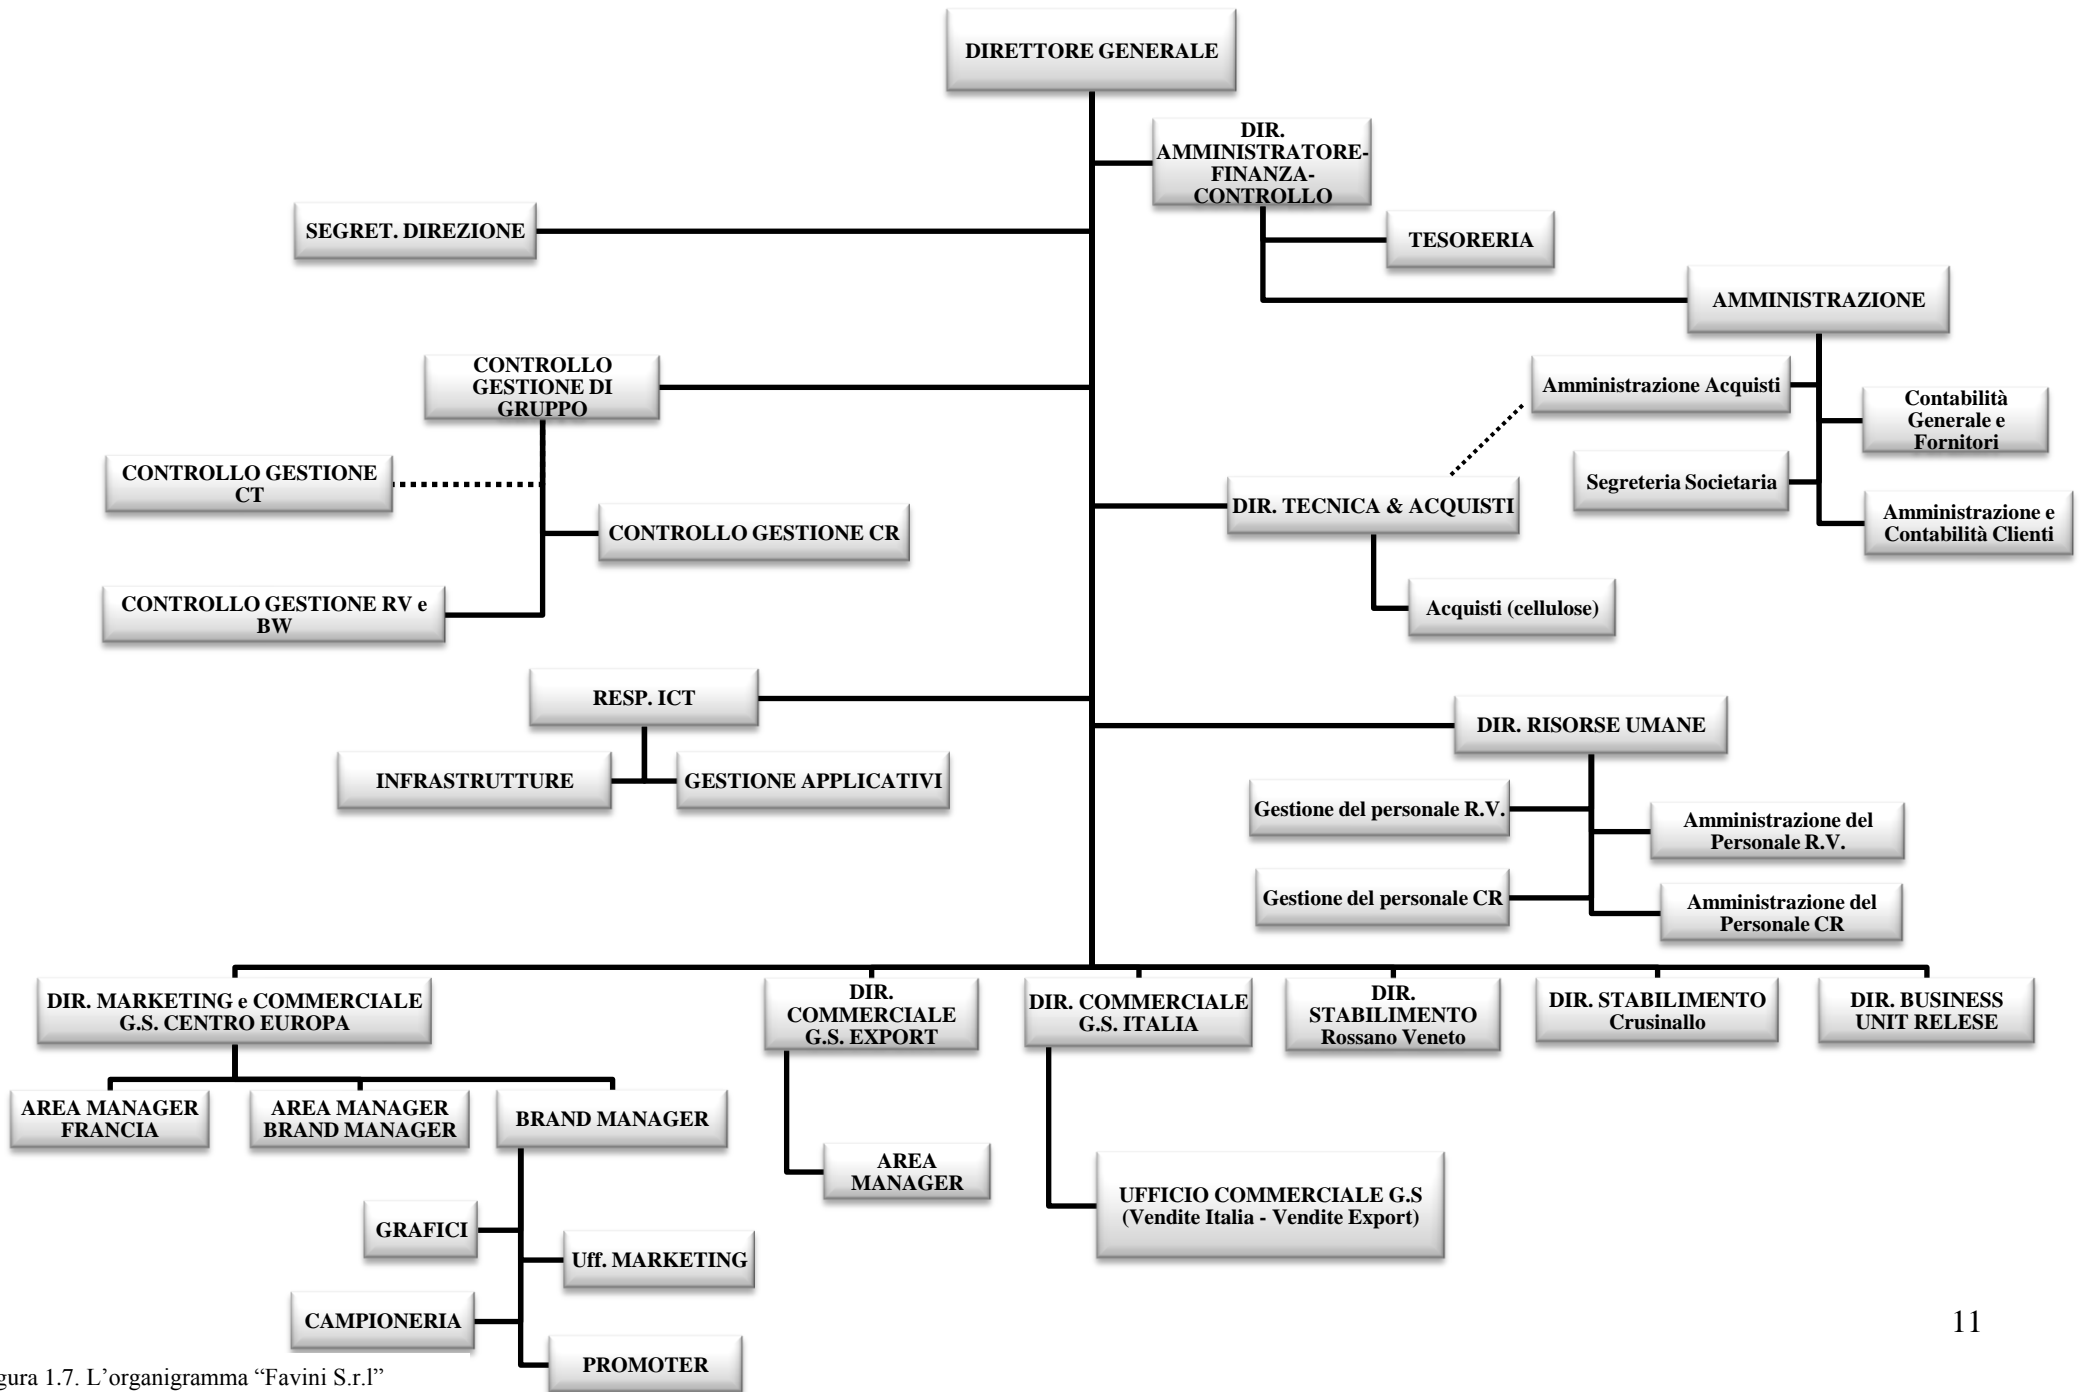 DIRETTORE GENERALE
DIR.
AMMINISTRATORE-
FINANZA-
CONTROLLO
SEGRET. DIREZIONE
TESORERIA
AMMINISTRAZIONE
CONTROLLO
GESTIONE DI
GRUPPO
Amministrazione Acquisti
Contabilità
Generale e
Fornitori
CONTROLLO GESTIONE
CT
Segreteria Societaria
DIR. TECNICA & ACQUISTI
Amministrazione e
Contabilità Clienti
CONTROLLO GESTIONE CR
CONTROLLO GESTIONE RV e
BW
Acquisti (cellulose)
RESP. ICT
DIR. RISORSE UMANE
INFRASTRUTTURE
GESTIONE APPLICATIVI
Gestione del personale R.V.
Amministrazione del
Personale R.V.
Gestione del personale CR
Amministrazione del
Personale CR
DIR. MARKETING e COMMERCIALE
G.S. CENTRO EUROPA
DIR.
COMMERCIALE
G.S. EXPORT
DIR. COMMERCIALE
G.S. ITALIA
DIR.
STABILIMENTO
Rossano Veneto
DIR. STABILIMENTO
Crusinallo
DIR. BUSINESS
UNIT RELESE
AREA MANAGER
FRANCIA
AREA MANAGER
BRAND MANAGER
BRAND MANAGER
AREA
MANAGER
UFFICIO COMMERCIALE G.S
(Vendite Italia - Vendite Export)
GRAFICI
Uff. MARKETING
CAMPIONERIA
PROMOTER
11
gura 1.7. L’organigramma “Favini S.r.l”